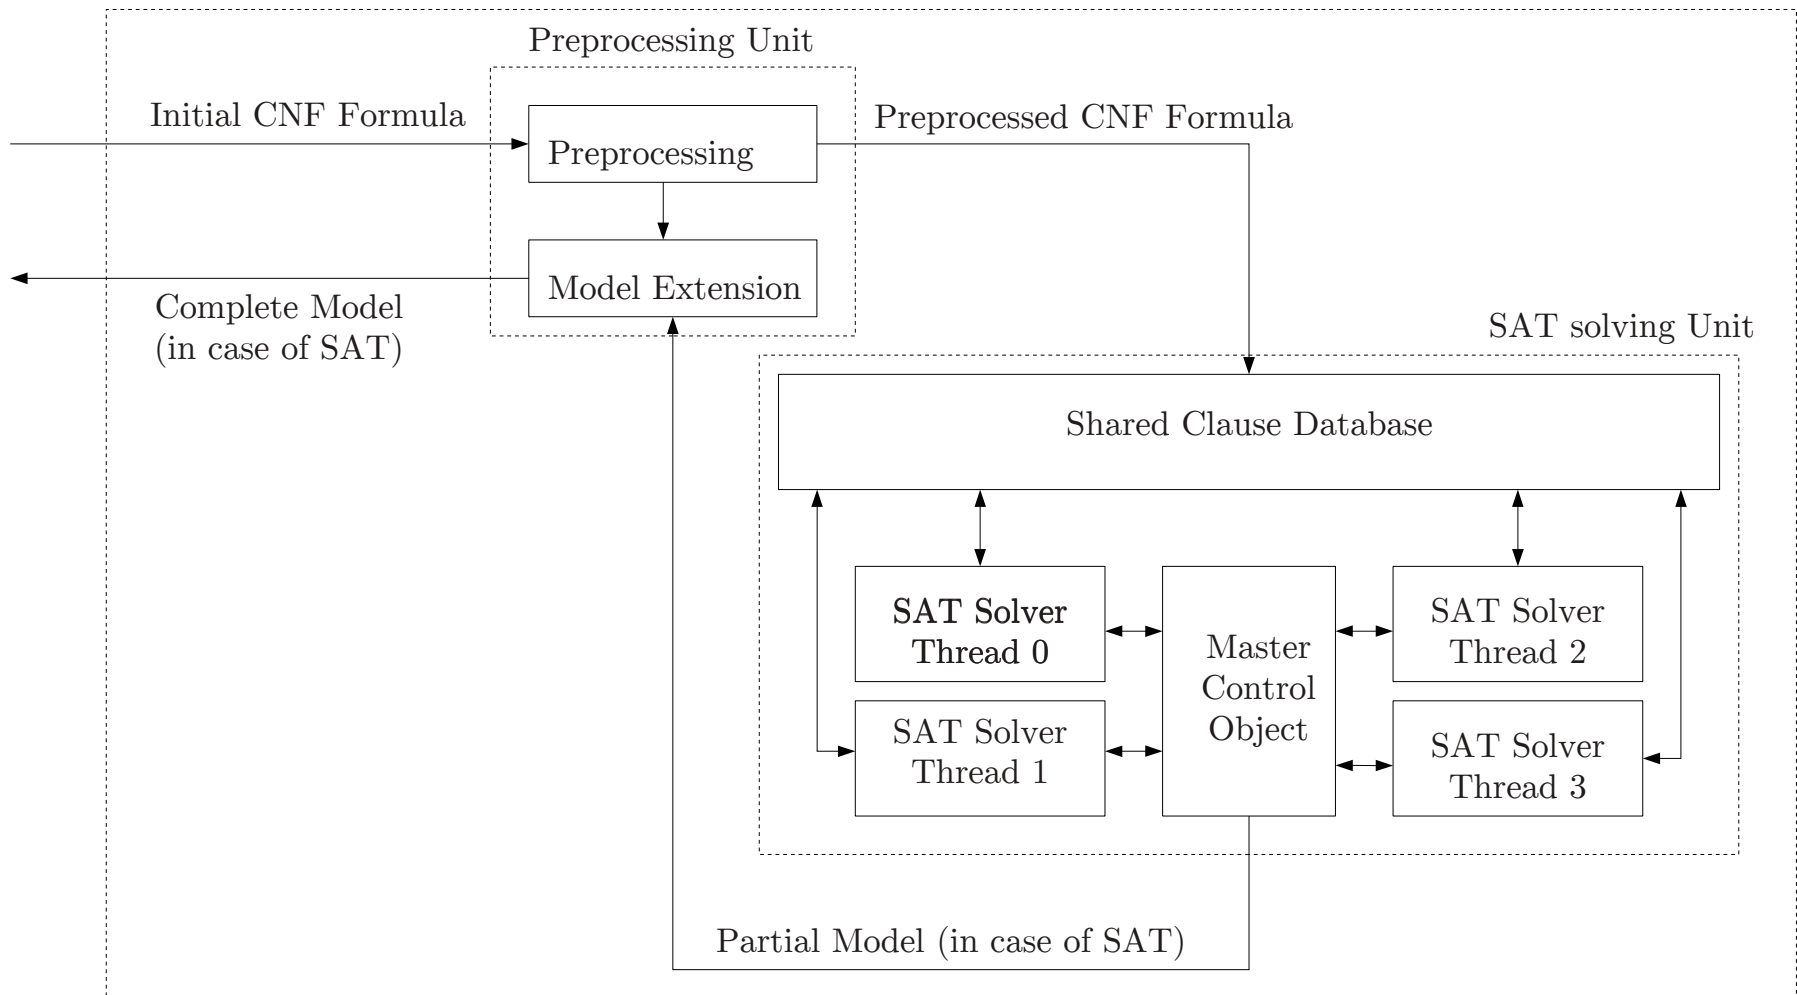 Preprocessing Unit
Initial CNF Formula
Preprocessing
Preprocessed CNF Formula
Model Extension
Complete Model
(in case of SAT)
SAT solving Unit
Shared Clause Database
SAT Solver
Thread 0
SAT Solver
Thread 1
Master
Control
Object
SAT Solver
Thread 2
SAT Solver
Thread 3
Partial Model (in case of SAT)